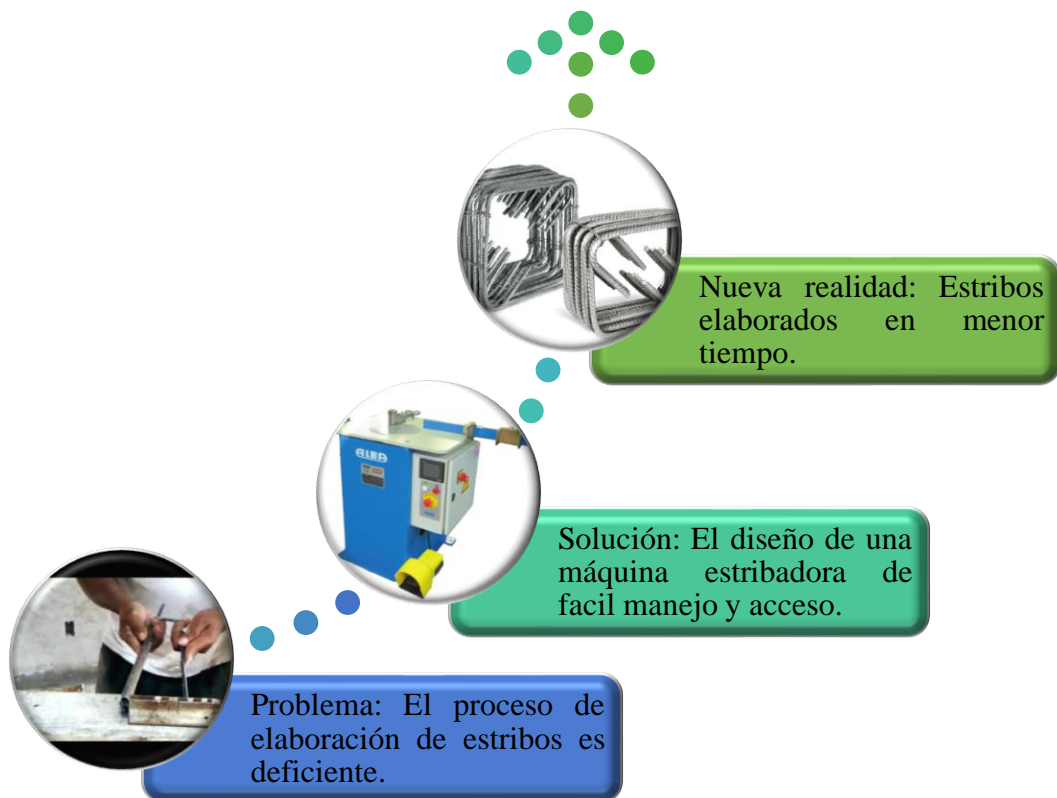 Nueva realidad: Estribos
elaborados en menor
tiempo.
ALBA
Solución: El diseño de una
máquina estribadora de
facil manejo y acceso.
Problema: El proceso de
elaboración de estribos es
deficiente.